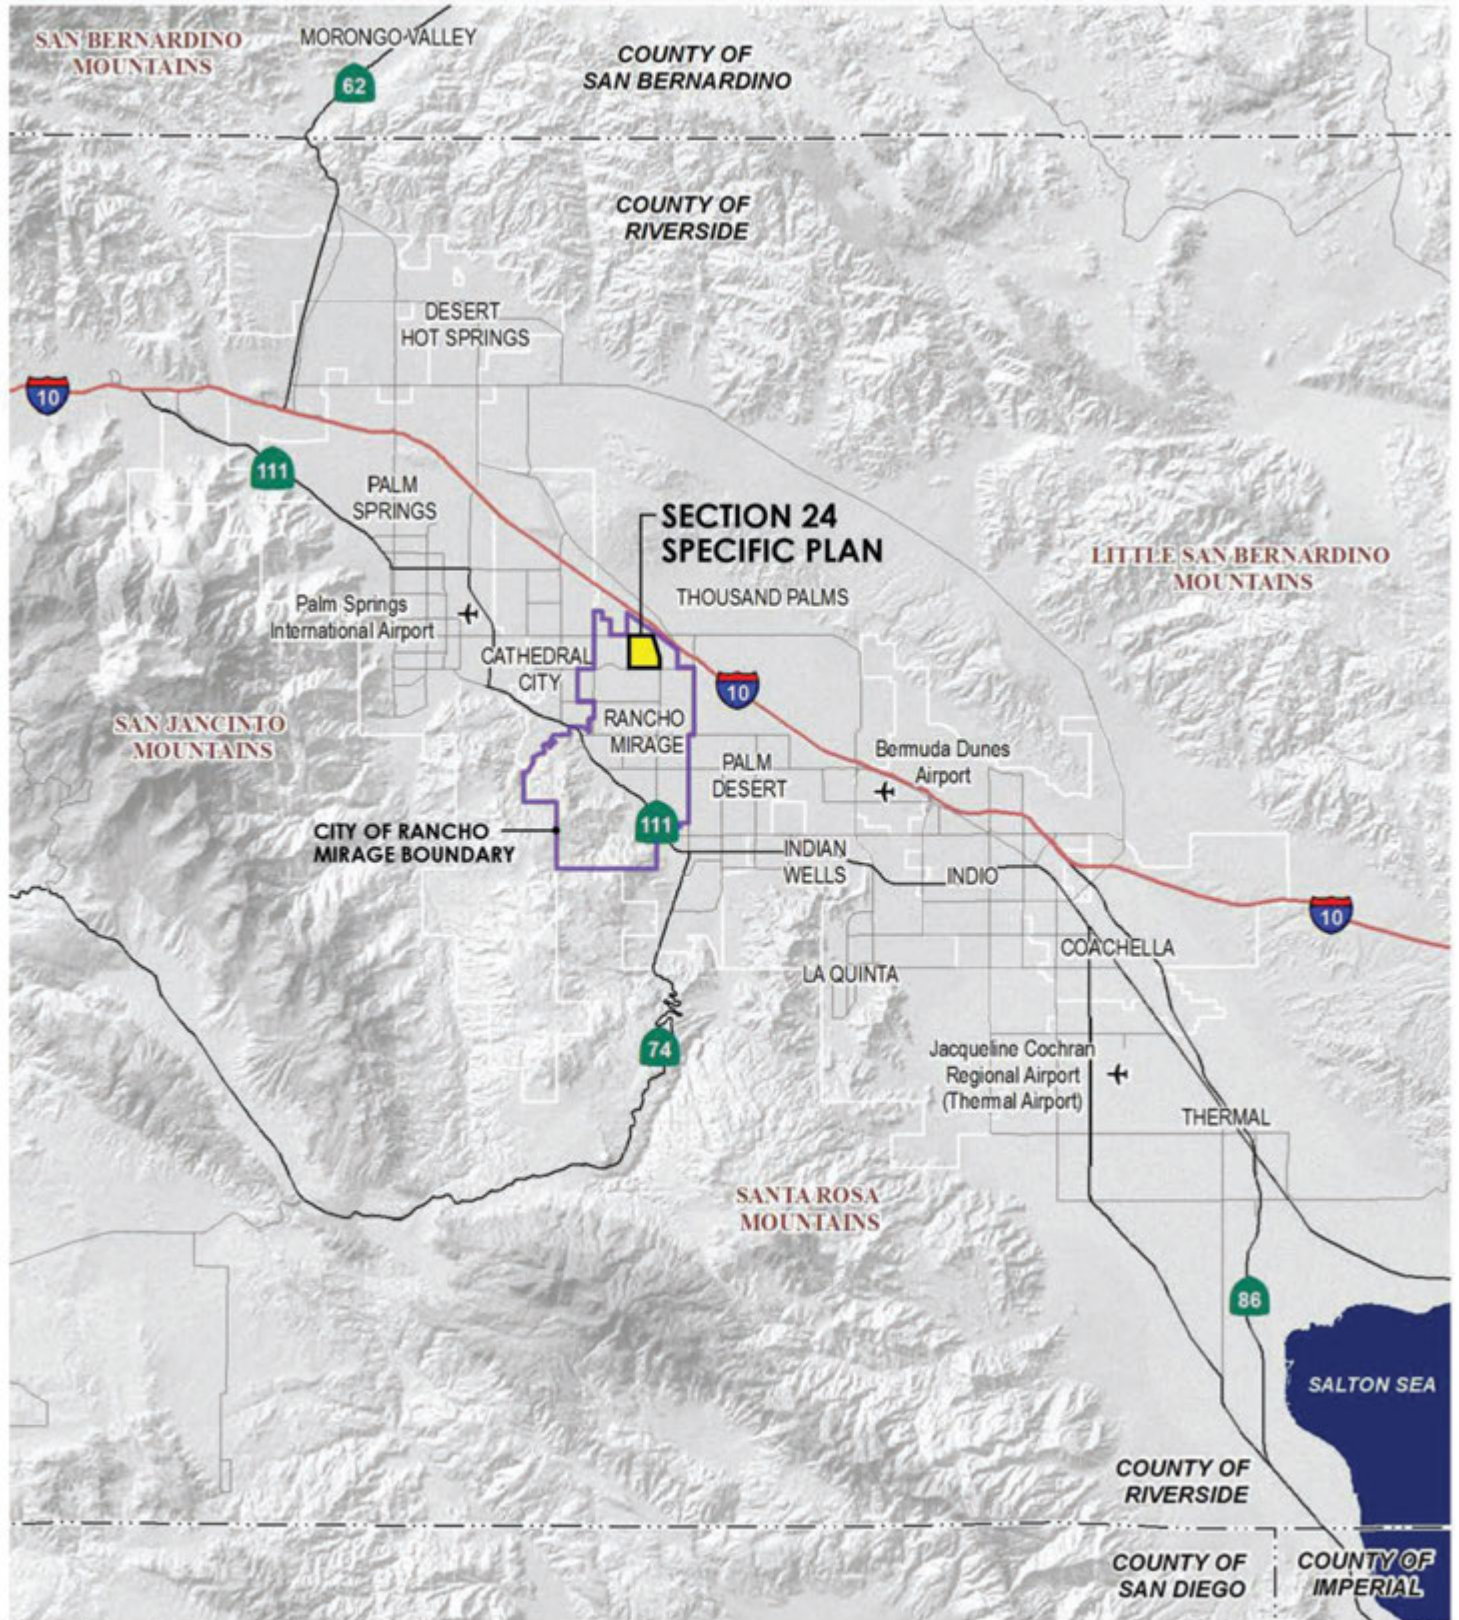 SAN BERNARDINO
MOUNTAINS
MORONGO VALLEY
62
COUNTY OF
SAN BERNARDINO
COUNTY OF
RIVERSIDE
DESERT
HOT SPRINGS
10
111
PALM
SPRINGS
SECTION 24
SPECIFIC PLAN
LITTLE SAN BERNARDINO
MOUNTAINS
THOUSAND PALMS
Palm Springs
International Airport
CATHEDRAL
CITY
10
SAN JANCINTO
MOUNTAINS
RANCHO
MIRAGE
PALM
DESERT
Bermuda Dunes
Airport
CITY OF RANCHO
MIRAGE BOUNDARY
111
INDIAN
WELLS
INDIO
10
COACHELLA
LA QUINTA
74
Jacqueline Cochran
Regional Airport
(Thermal Airport)
THERMAL
SANTA ROSA
MOUNTAINS
86
SALTON SEA
COUNTY OF
RIVERSIDE
COUNTY OF
SAN DIEGO
COUNTY OF
IMPERIAL